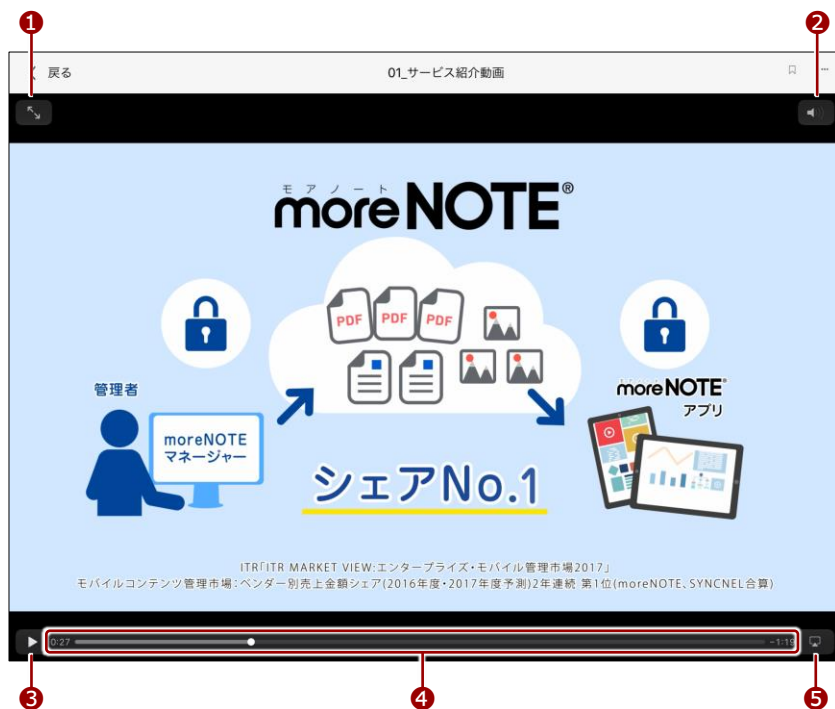 ❶
❷
戻る
01_サービス紹介動画
モアノート
moreNOTE®
PDF PDF PDF
管理者
moreNOTE
マネージャー
moreNOTE®
アプリ
シェアNo.1
ITR「ITR MARKET VIEW:エンタープライズ・モバイル管理市場2017」
モバイルコンテンツ管理市場:ベンダー別売上金額シェア(2016年度・2017年度予測)2年連続 第1位(moreNOTE、SYNCNEL合算)
0:27
-1:19
❸
❹
❺